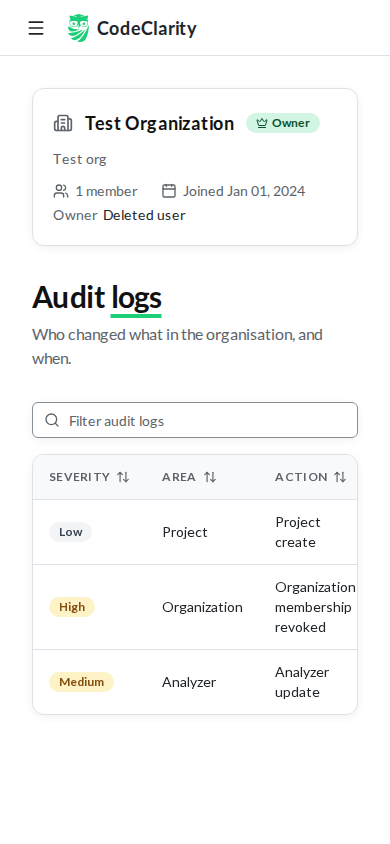 CodeClarity
Test Organization Owner
Test org
1 member Joined Jan 01, 2024
Owner Deleted user
Audit logs
Who changed what in the organisation, and
when.
Filter audit logs
SEVERITY AREA ACTION
Low Project Project
create
High Organization Organization
membership
revoked
Medium Analyzer Analyzer
update